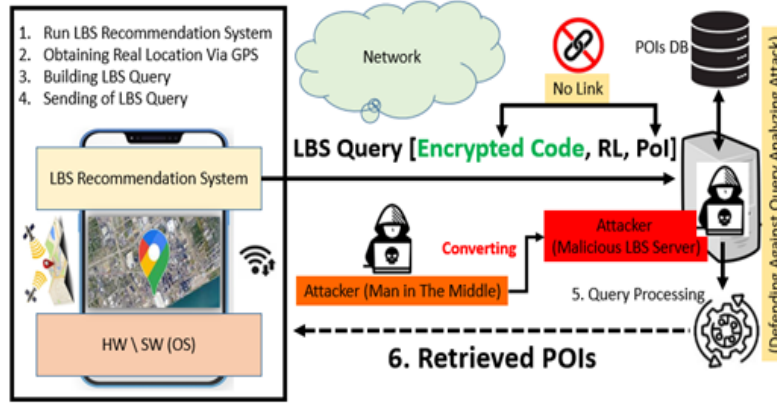 1. Run LBS Recommendation System
2. Obtaining Real Location Via GPS
3. Building LBS Query
4. Sending of LBS Query
Network
No Link
POIs DB
LBS Query [Encrypted Code, RL, PoI]
LBS Recommendation System
Converting
Attacker
(Malicious LBS Server)
Attacker (Man in The Middle)
5. Query Processing
HW \ SW (OS)
6. Retrieved POIs
(Defending Against Query Analyzing Attack)